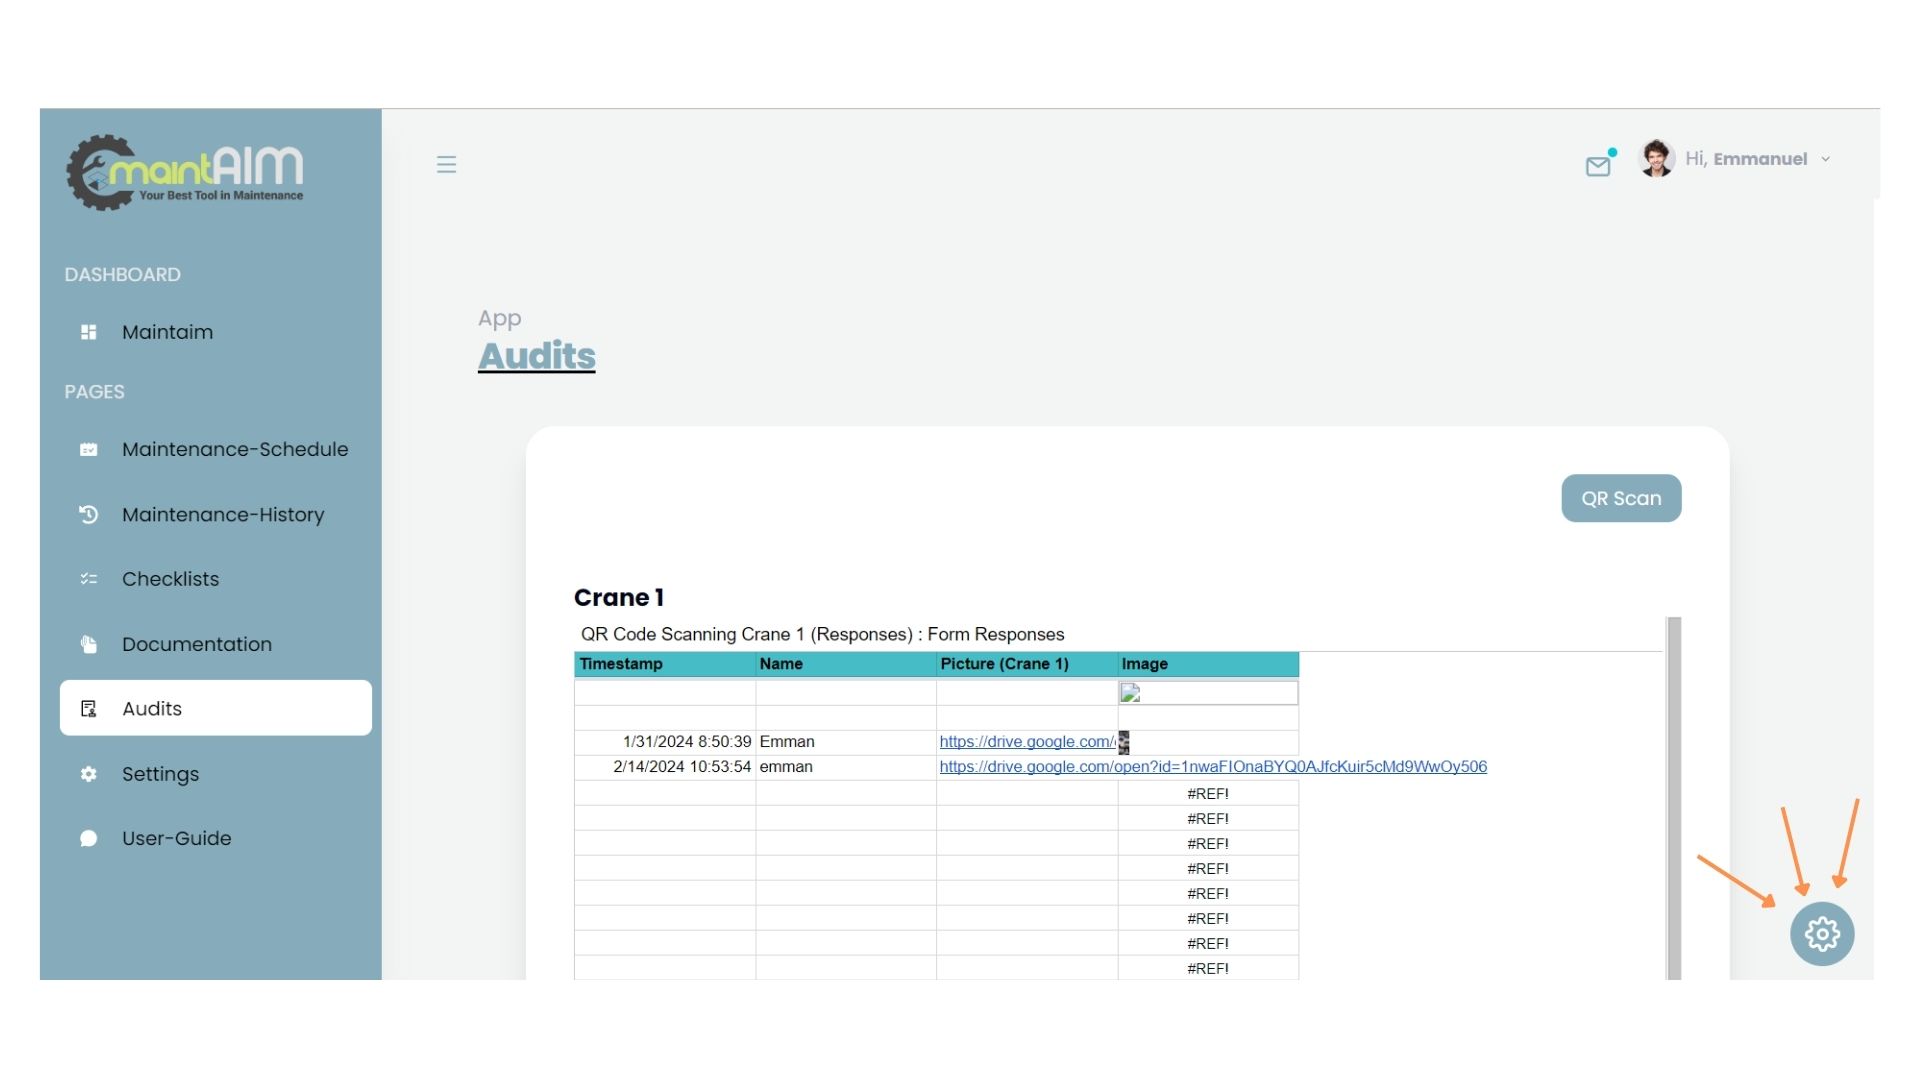 maintAIM
Your Best Tool in Maintenance
Hi, Emmanuel
DASHBOARD
Maintaim
PAGES
Maintenance-Schedule
Maintenance-History
Checklists
Documentation
Audits
Settings
User-Guide
App
Audits
QR Scan
Crane 1
QR Code Scanning Crane 1 (Responses) : Form Responses
Timestamp Name Picture (Crane 1) Image
1/31/2024 8:50:39 Emman https://drive.google.com/
2/14/2024 10:53:54 emman https://drive.google.com/open?id=1nwaFIOnaBYQ0AJfcKuir5cMd9WwOy506
#REF!
#REF!
#REF!
#REF!
#REF!
#REF!
#REF!
#REF!